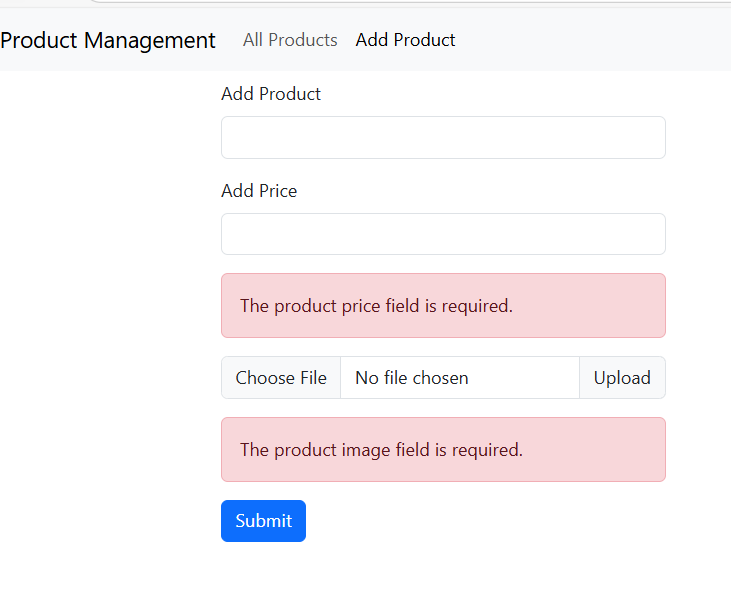 Product Management All Products Add Product
Add Product
Add Price
The product price field is required.
Choose File No file chosen Upload
The product image field is required.
Submit